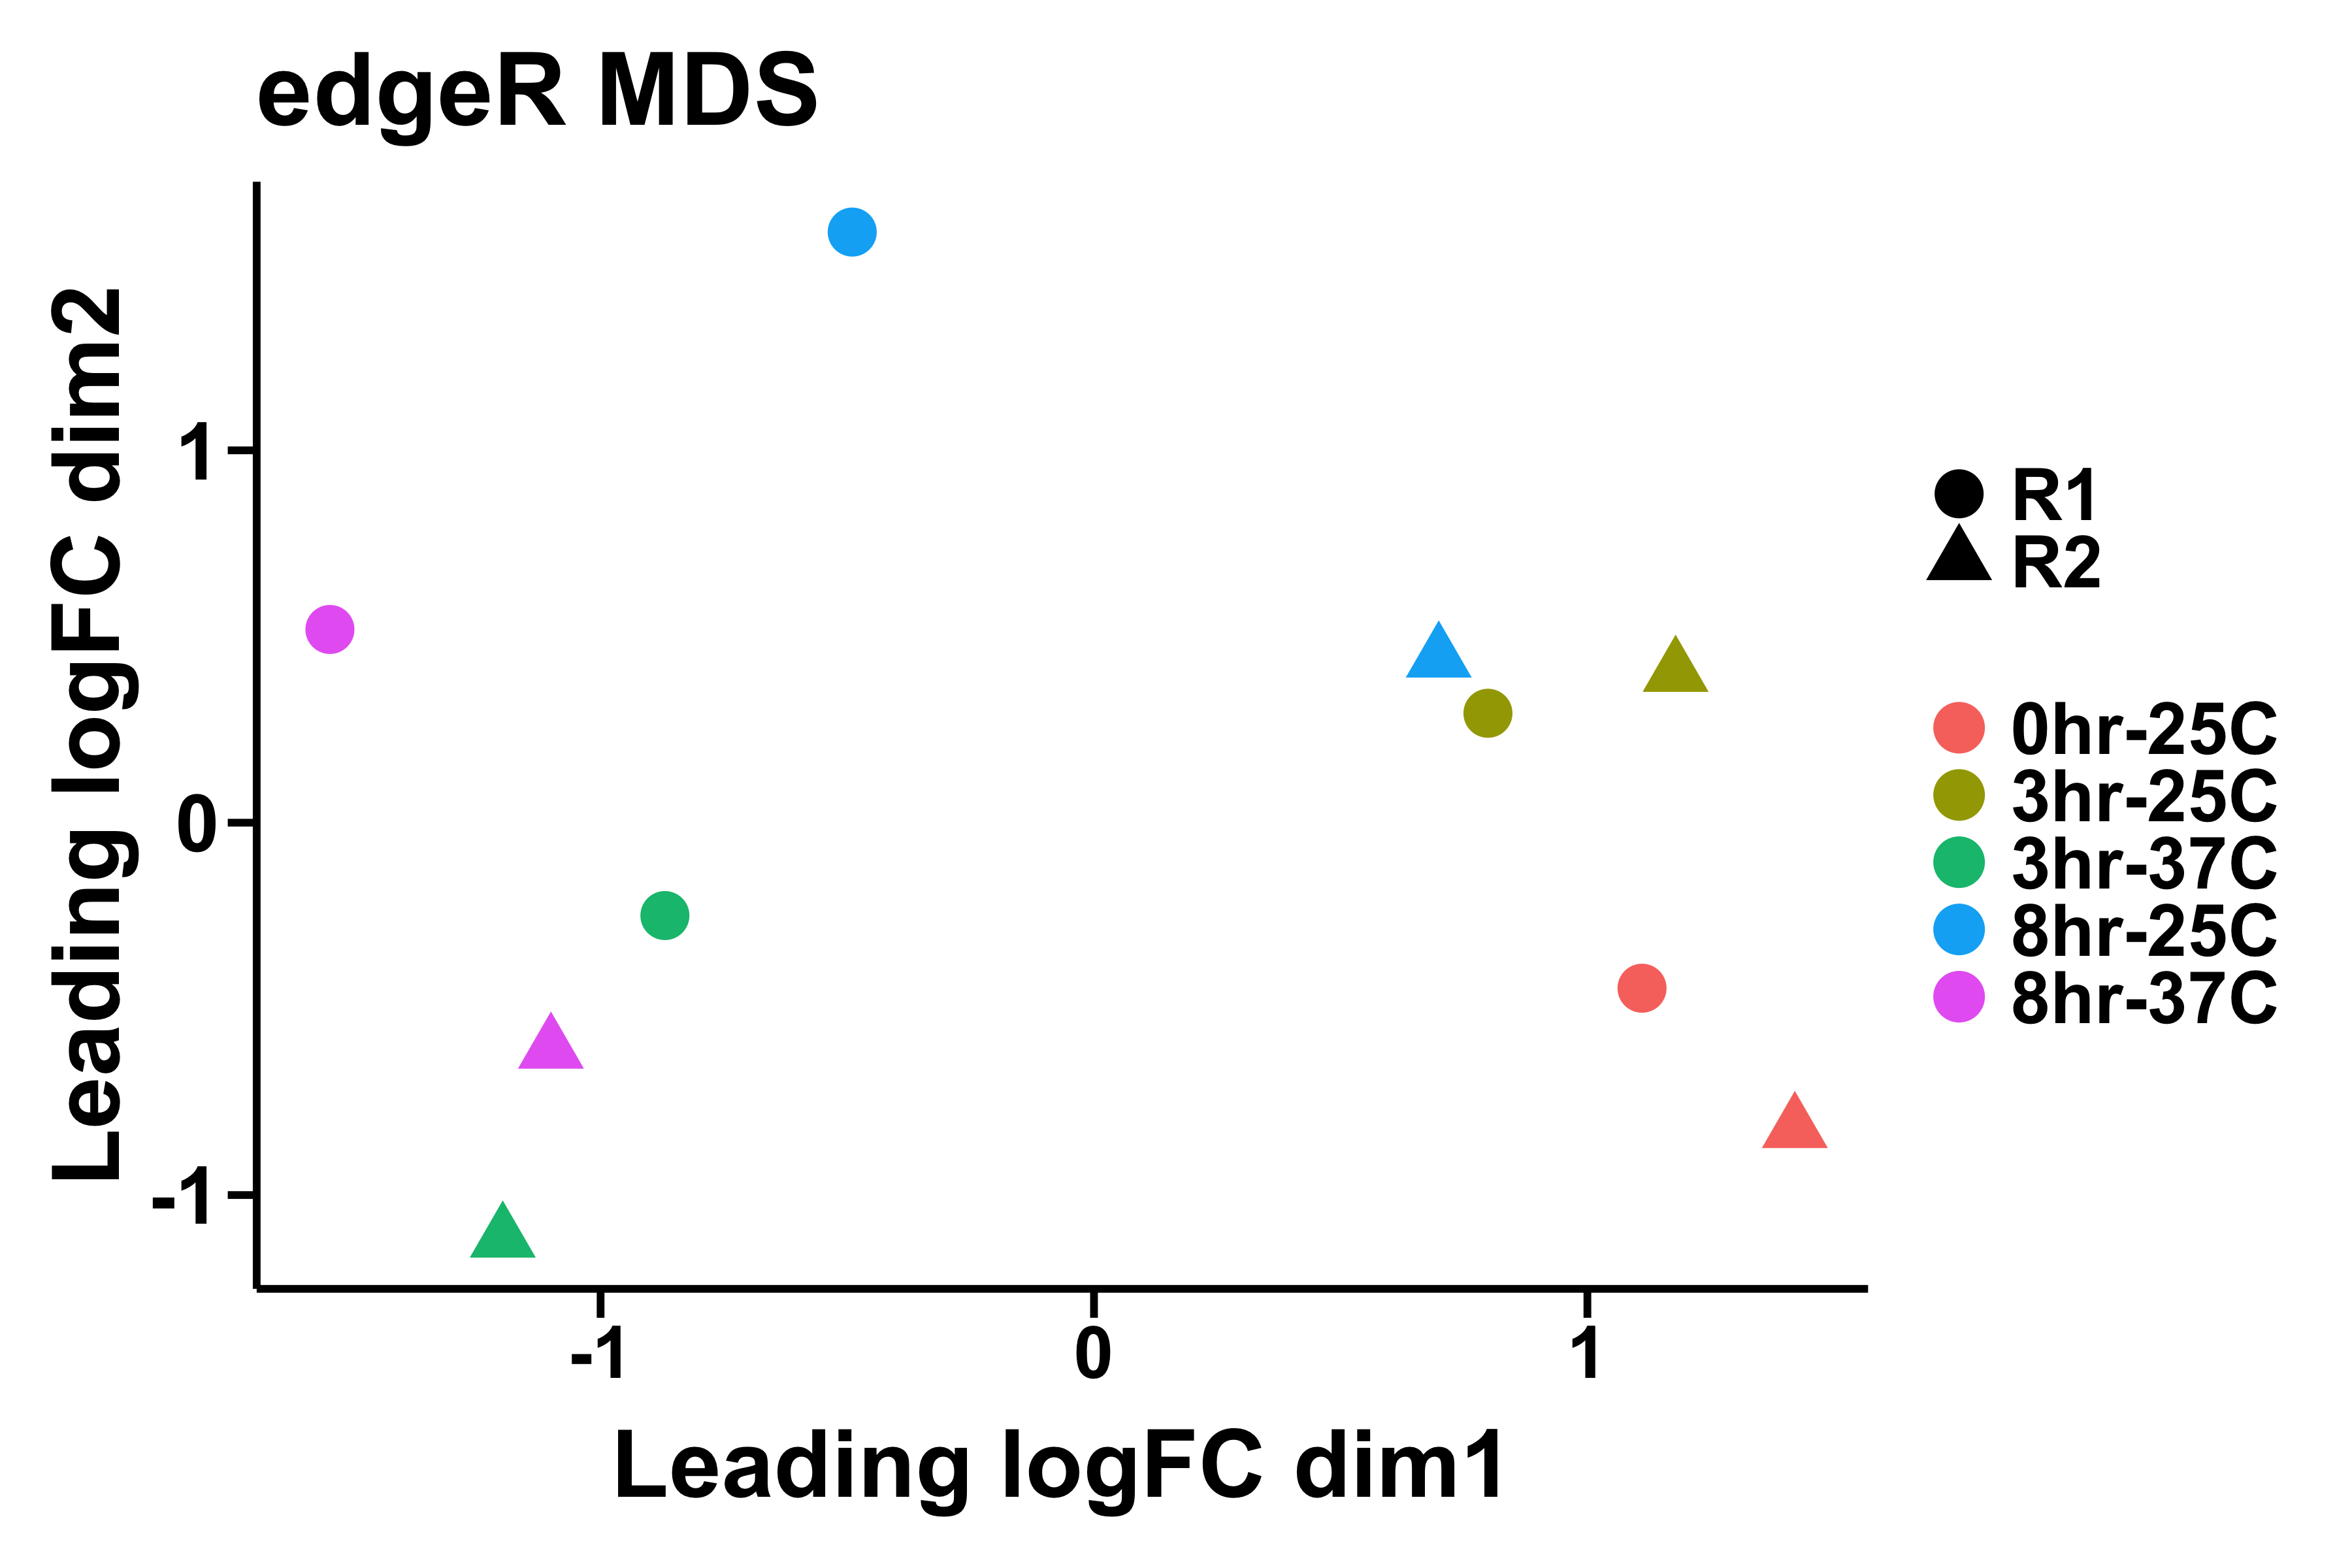 edgeR MDS
Leading logFC dim2
1
0
-1
-1
0
1
Leading logFC dim1
R1
R2
0hr-25C
3hr-25C
3hr-37C
8hr-25C
8hr-37C